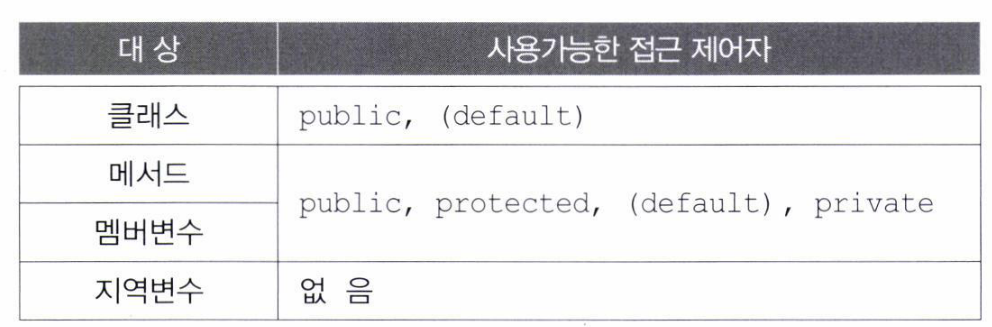 대 상 사용가능한 접근 제어자
클래스 public, (default)
메서드
public, protected, (default), private
멤버변수
지역변수 없 음